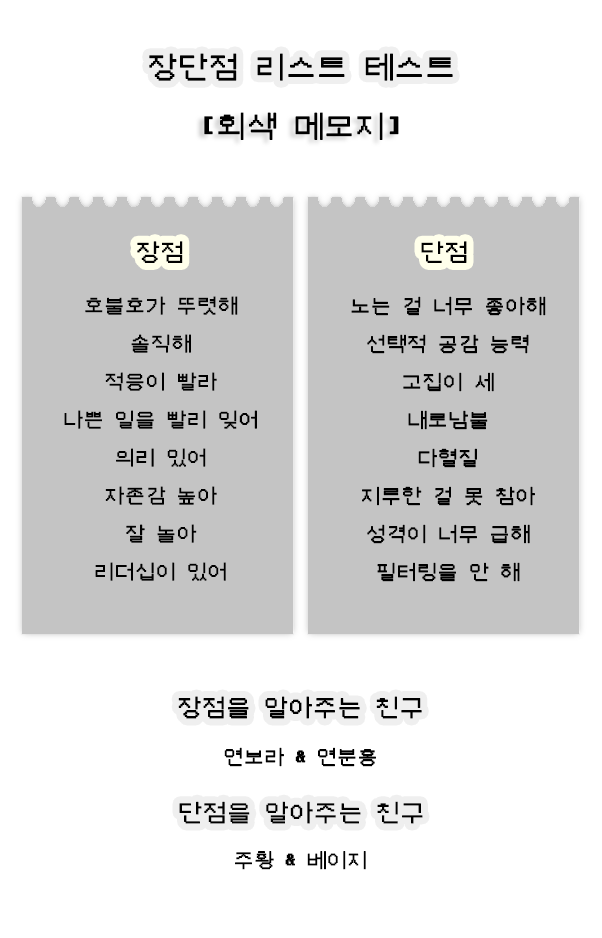 장단점 리스트 테스트
[회색 메모지]
장점
호불호가 뚜렷해
솔직해
적응이 빨라
나쁜 일을 빨리 잊어
의리 있어
자존감 높아
잘 놀아
리더십이 있어
단점
노는 걸 너무 좋아해
선택적 공감 능력
고집이 세
내로남불
다혈질
지루한 걸 못 참아
성격이 너무 급해
필터링을 안 해
장점을 알아주는 친구
연보라 & 연분홍
단점을 알아주는 친구
주황 & 베이지